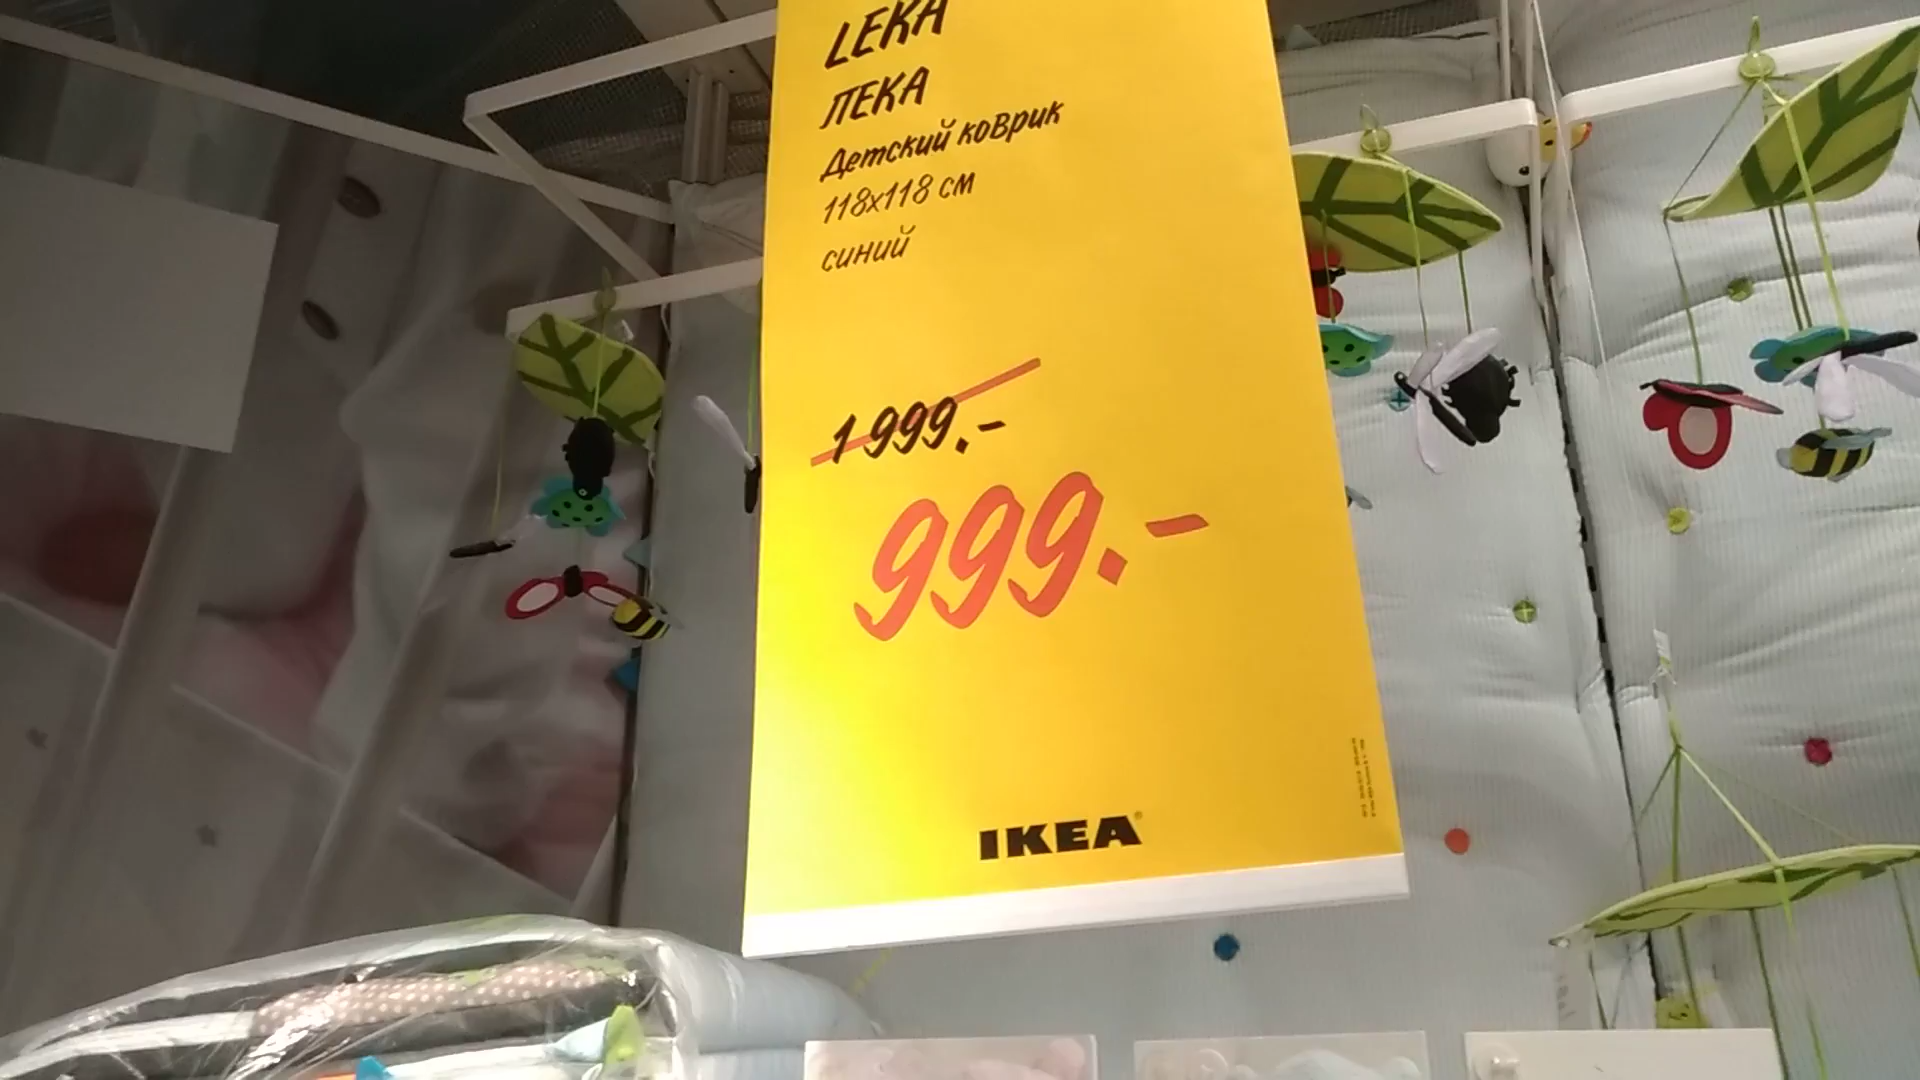 LEKA
ЛЕКА
Детский коврик
118x118 см
синий
1 999.-
999.-
IKEA